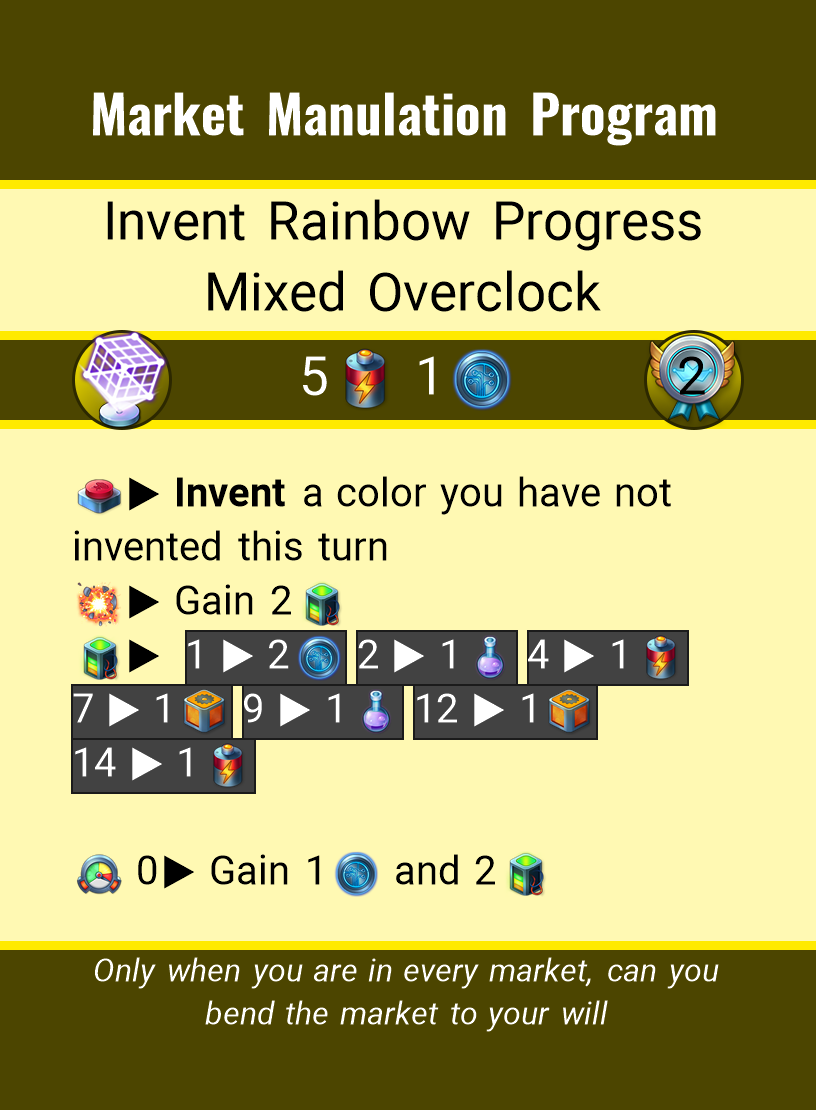 Market Manulation Program
Invent Rainbow Progress
Mixed Overclock
5 1
2
▶ Invent a color you have not
invented this turn
▶ Gain 2
▶ 1 ▶ 2 2 ▶ 1 4 ▶ 1
7 ▶ 1 9 ▶ 1 12 ▶ 1
14 ▶ 1
0▶ Gain 1 and 2
Only when you are in every market, can you
bend the market to your will